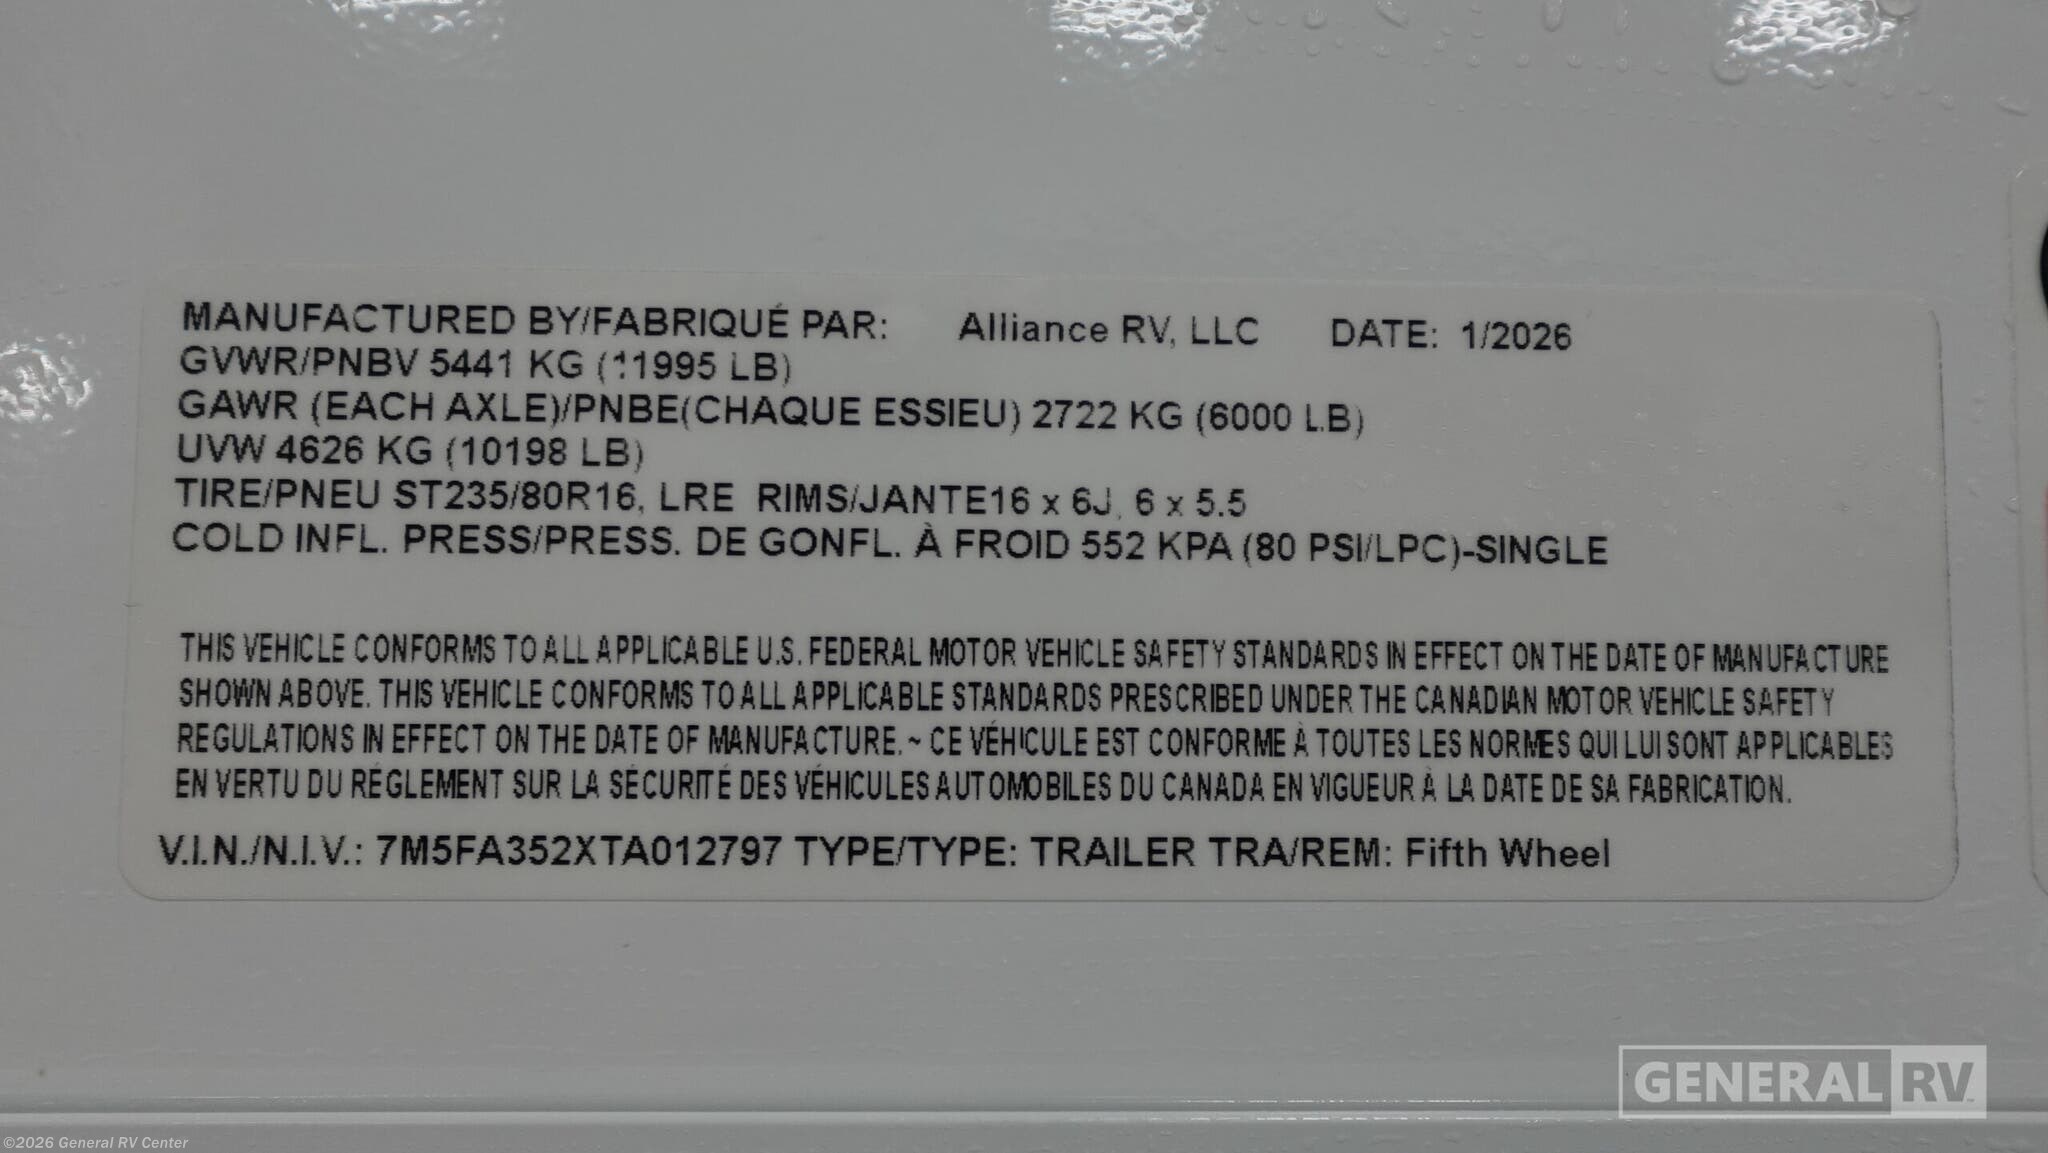 MANUFACTURED BY/FABRIQUÉ PAR: Alliance RV, LLC DATE: 1/2026
GVWR/PNBV 5441 KG (11995 LB)
GAWR (EACH AXLE)/PNBE(CHAQUE ESSIEU) 2722 KG (6000 LB)
UVW 4626 KG (10198 LB)
TIRE/PNEU ST235/80R16, LRE RIMS/JANTE16 x 6J, 6 x 5.5
COLD INFL. PRESS/PRESS. DE GONFL. À FROID 552 KPA (80 PSI/LPC)-SINGLE
THIS VEHICLE CONFORMS TO ALL APPLICABLE U.S. FEDERAL MOTOR VEHICLE SAFETY STANDARDS IN EFFECT ON THE DATE OF MANUFACTURE
SHOWN ABOVE. THIS VEHICLE CONFORMS TO ALL APPLICABLE STANDARDS PRESCRIBED UNDER THE CANADIAN MOTOR VEHICLE SAFETY
REGULATIONS IN EFFECT ON THE DATE OF MANUFACTURE. ~ CE VÉHICULE EST CONFORME À TOUTES LES NORMES QUI LUI SONT APPLICABLES
EN VERTU DU RÉGLEMENT SUR LA SÉCURITÉ DES VÉHICULES AUTOMOBILES DU CANADA EN VIGUEUR À LA DATE DE SA FABRICATION.
V.I.N./N.I.V.: 7M5FA352XTA012797 TYPE/TYPE: TRAILER TRA/REM: Fifth Wheel
GENERAL RV
©2026 General RV Center